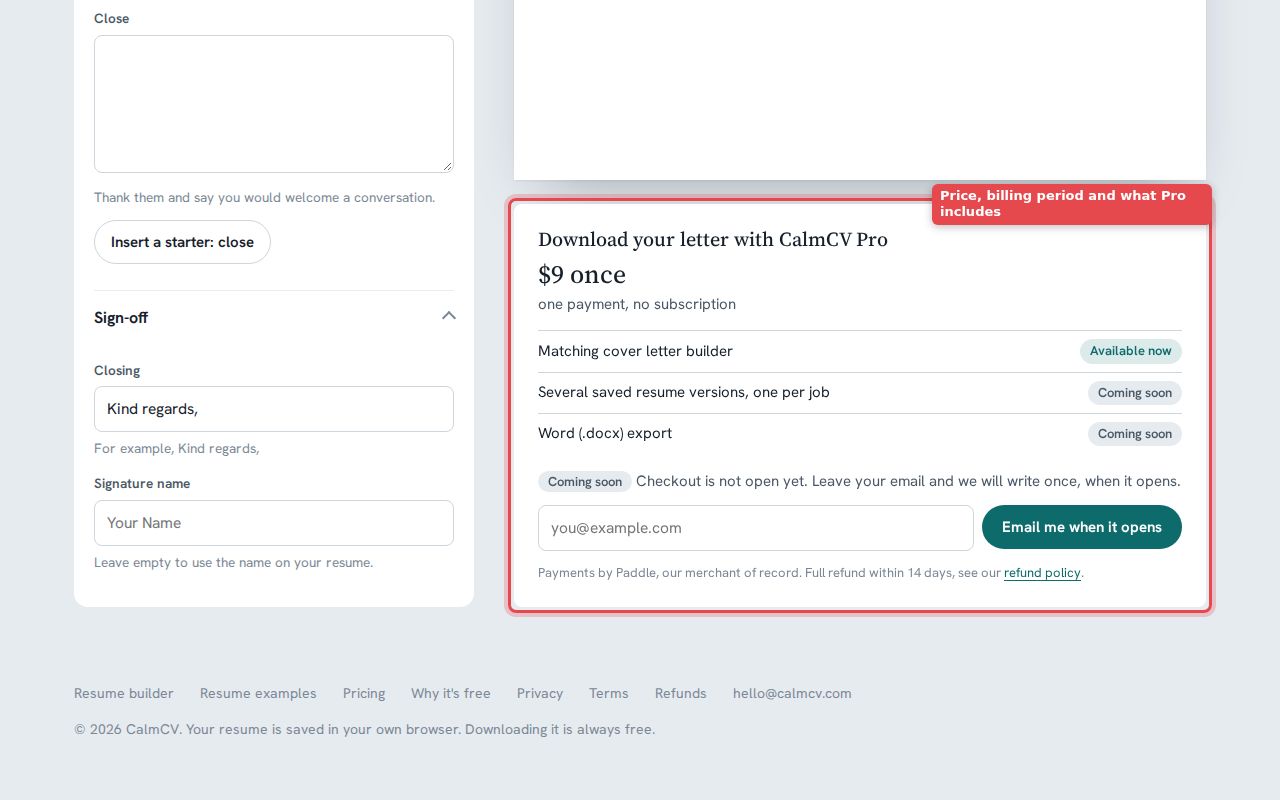 Close
Thank them and say you would welcome a conversation.
Insert a starter: close
Sign-off
Closing
Kind regards,
For example, Kind regards,
Signature name
Your Name
Leave empty to use the name on your resume.
Price, billing period and what Pro
includes
Download your letter with CalmCV Pro
$9 once
one payment, no subscription
Matching cover letter builder Available now
Several saved resume versions, one per job Coming soon
Word (.docx) export Coming soon
Coming soon Checkout is not open yet. Leave your email and we will write once, when it opens.
you@example.com Email me when it opens
Payments by Paddle, our merchant of record. Full refund within 14 days, see our refund policy.
Resume builder Resume examples Pricing Why it's free Privacy Terms Refunds hello@calmcv.com
© 2026 CalmCV. Your resume is saved in your own browser. Downloading it is always free.